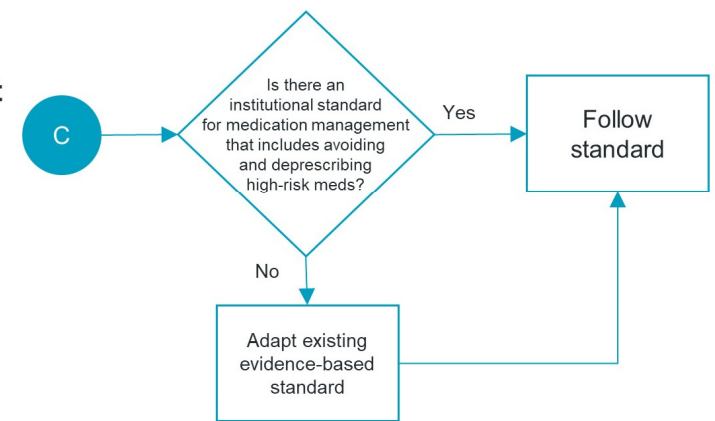 :
C
Is there an
institutional standard
for medication management
that includes avoiding
and deprescribing
high-risk meds?
Yes
Follow
standard
No
Adapt existing
evidence-based
standard